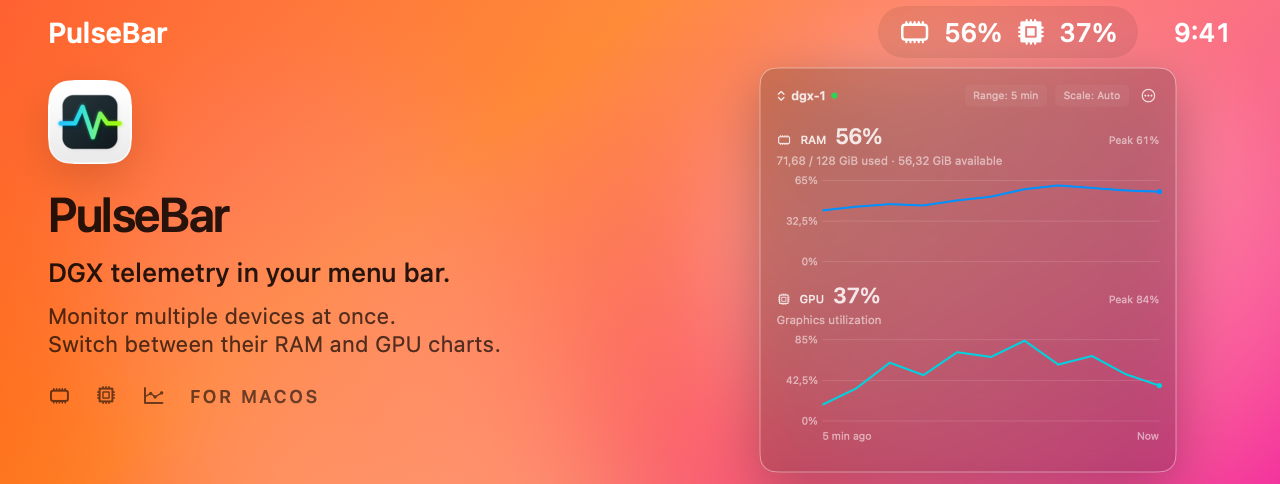 PulseBar
56% 37% 9:41
PulseBar
DGX telemetry in your menu bar.
Monitor multiple devices at once.
Switch between their RAM and GPU charts.
FOR MACOS
dgx-1 Range: 5 min Scale: Auto
RAM 56% Peak 61%
71,68 / 128 GiB used · 56,32 GiB available
65%
32,5%
0%
GPU 37% Peak 84%
Graphics utilization
85%
42,5%
0%
5 min ago Now